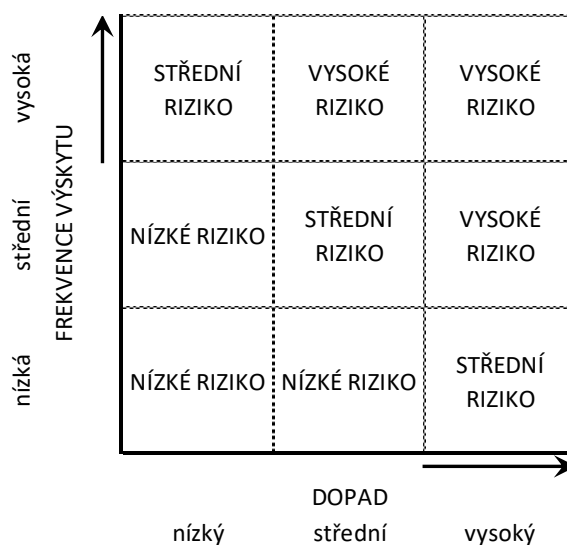 vysoká
střední
nízká
FREKVENCE VÝSKYTU
STŘEDNÍ
RIZIKO
VYSOKÉ
RIZIKO
VYSOKÉ
RIZIKO
NÍZKÉ RIZIKO
STŘEDNÍ
RIZIKO
VYSOKÉ
RIZIKO
NÍZKÉ RIZIKO
NÍZKÉ RIZIKO
STŘEDNÍ
RIZIKO
DOPAD
nízký
střední
vysoký